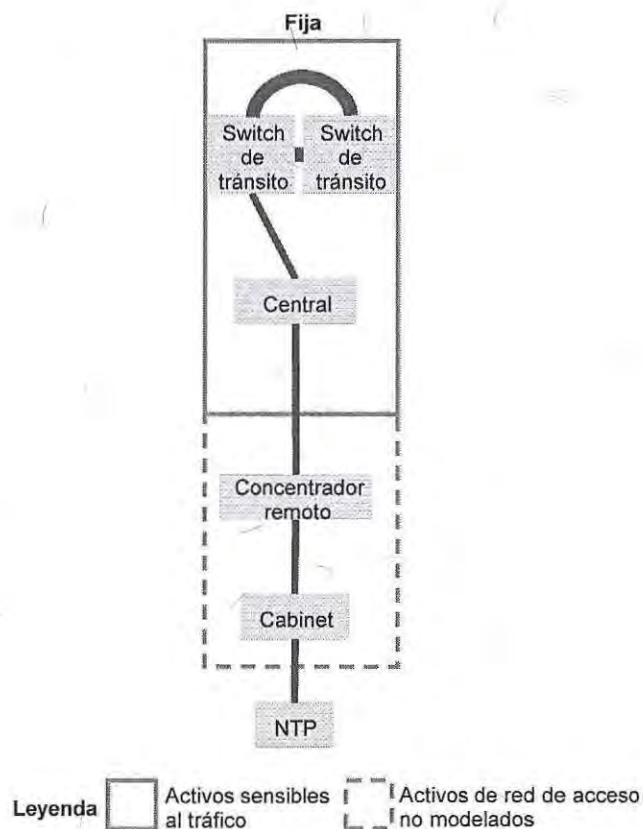 Fija
Switch
de
tránsito
Switch
de
tránsito
Central
Concentrador
remoto
Cabinet
NTP
Leyenda
Activos sensibles
al tráfico
Activos de red de acceso
no modelados